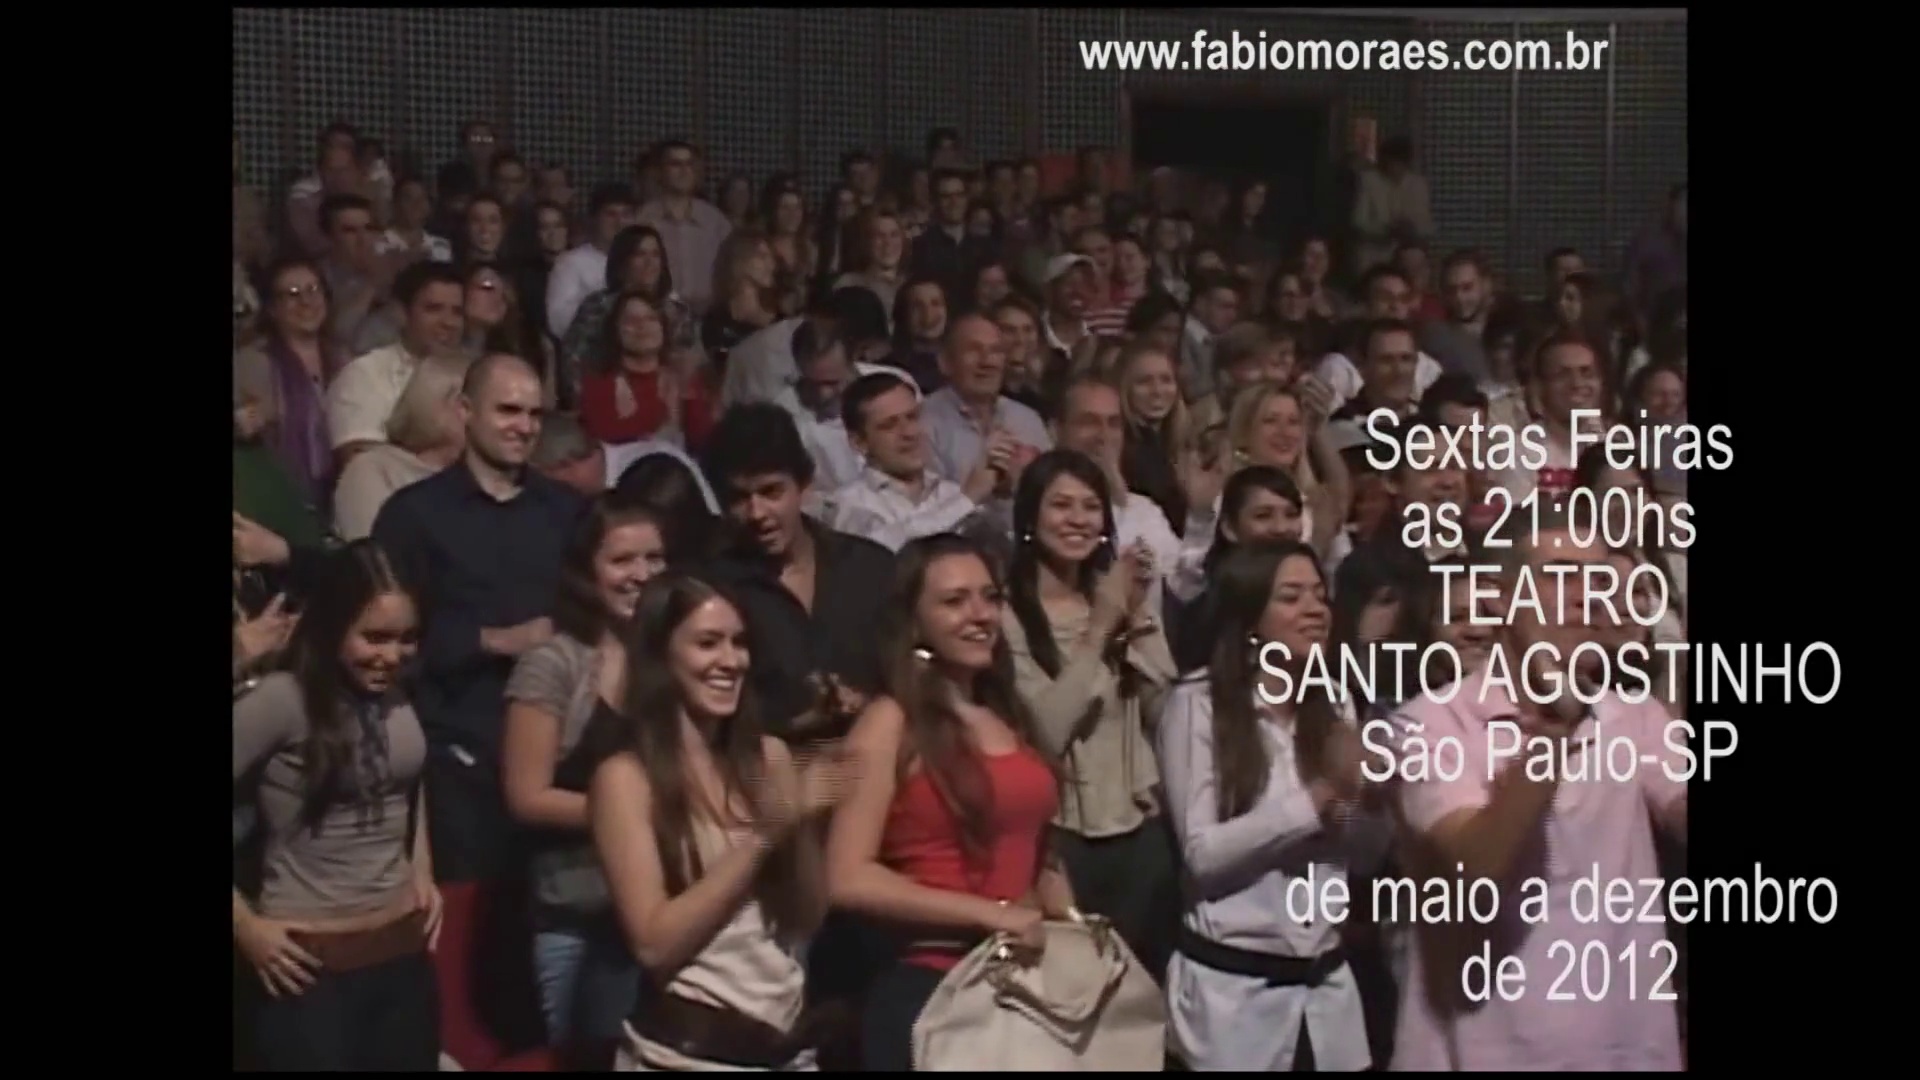 www.fabiomoraes.com.br
Sextas Feiras
as 21:00hs
TEATRO
SANTO AGOSTINHO
São Paulo-SP
de maio a dezembro
de 2012